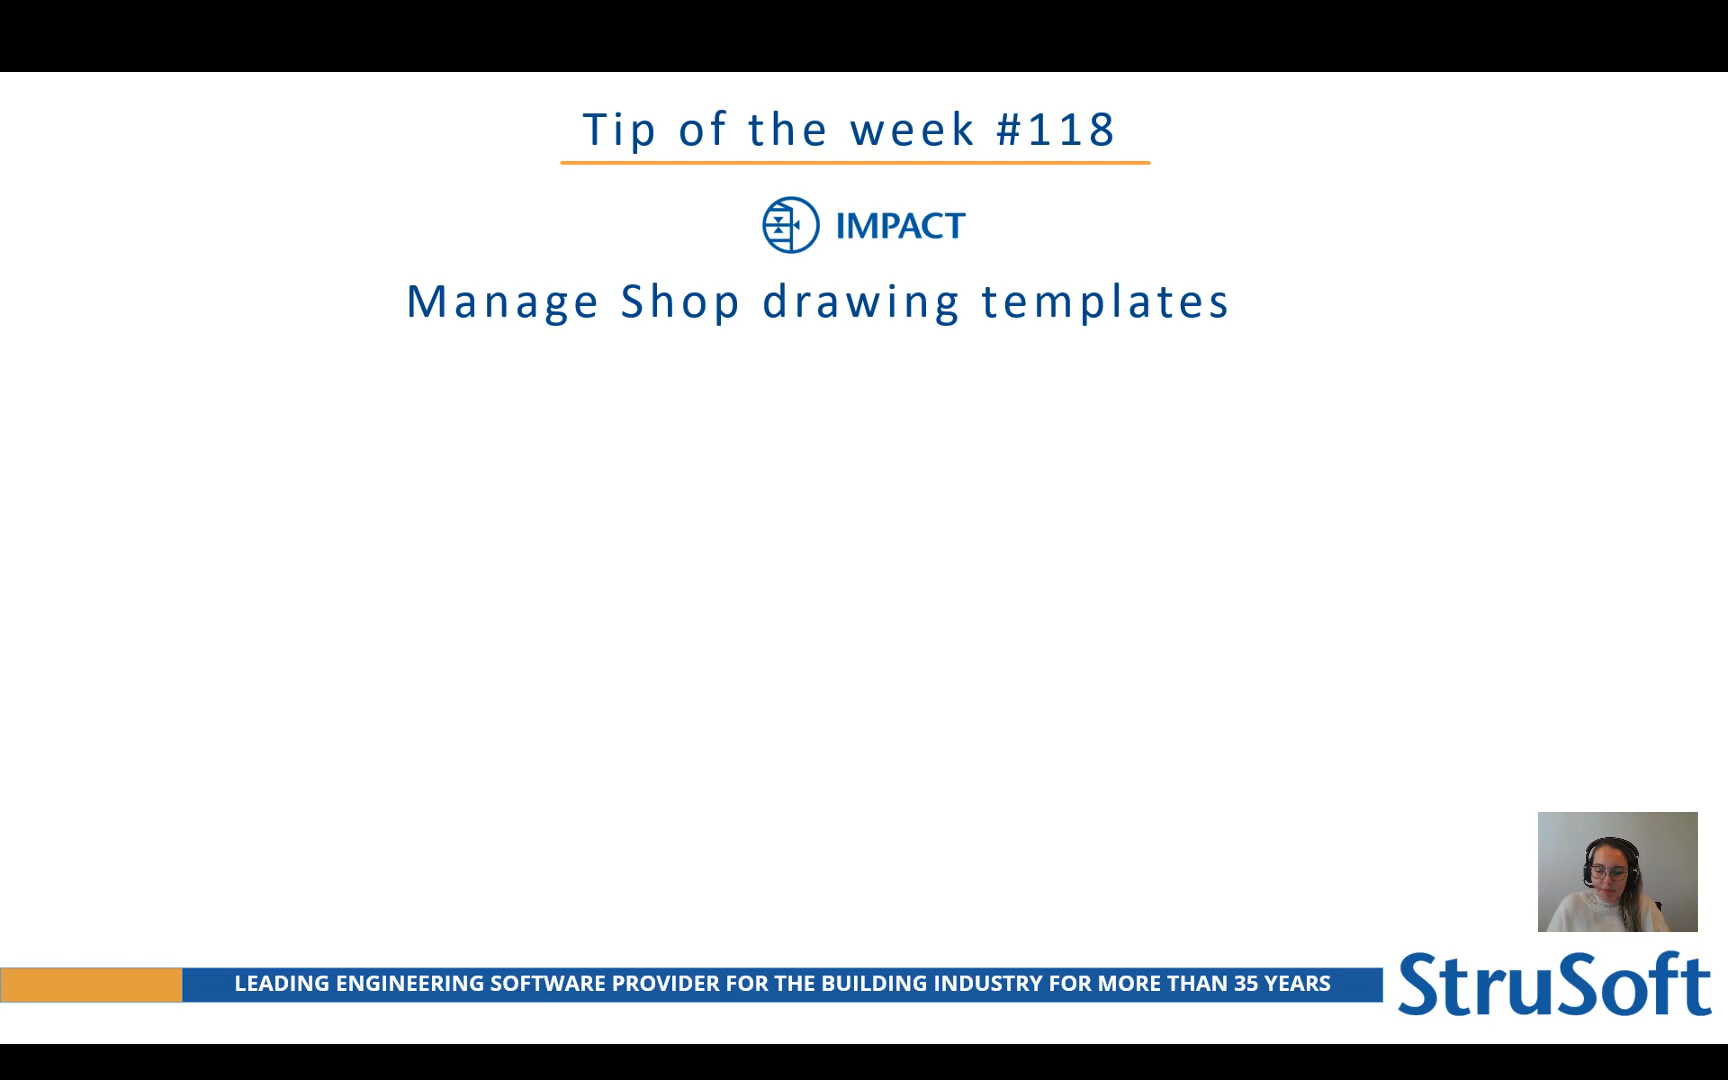 Tip of the week #118
IMPACT
Manage Shop drawing templates
LEADING ENGINEERING SOFTWARE PROVIDER FOR THE BUILDING INDUSTRY FOR MORE THAN 35 YEARS
StruSoft